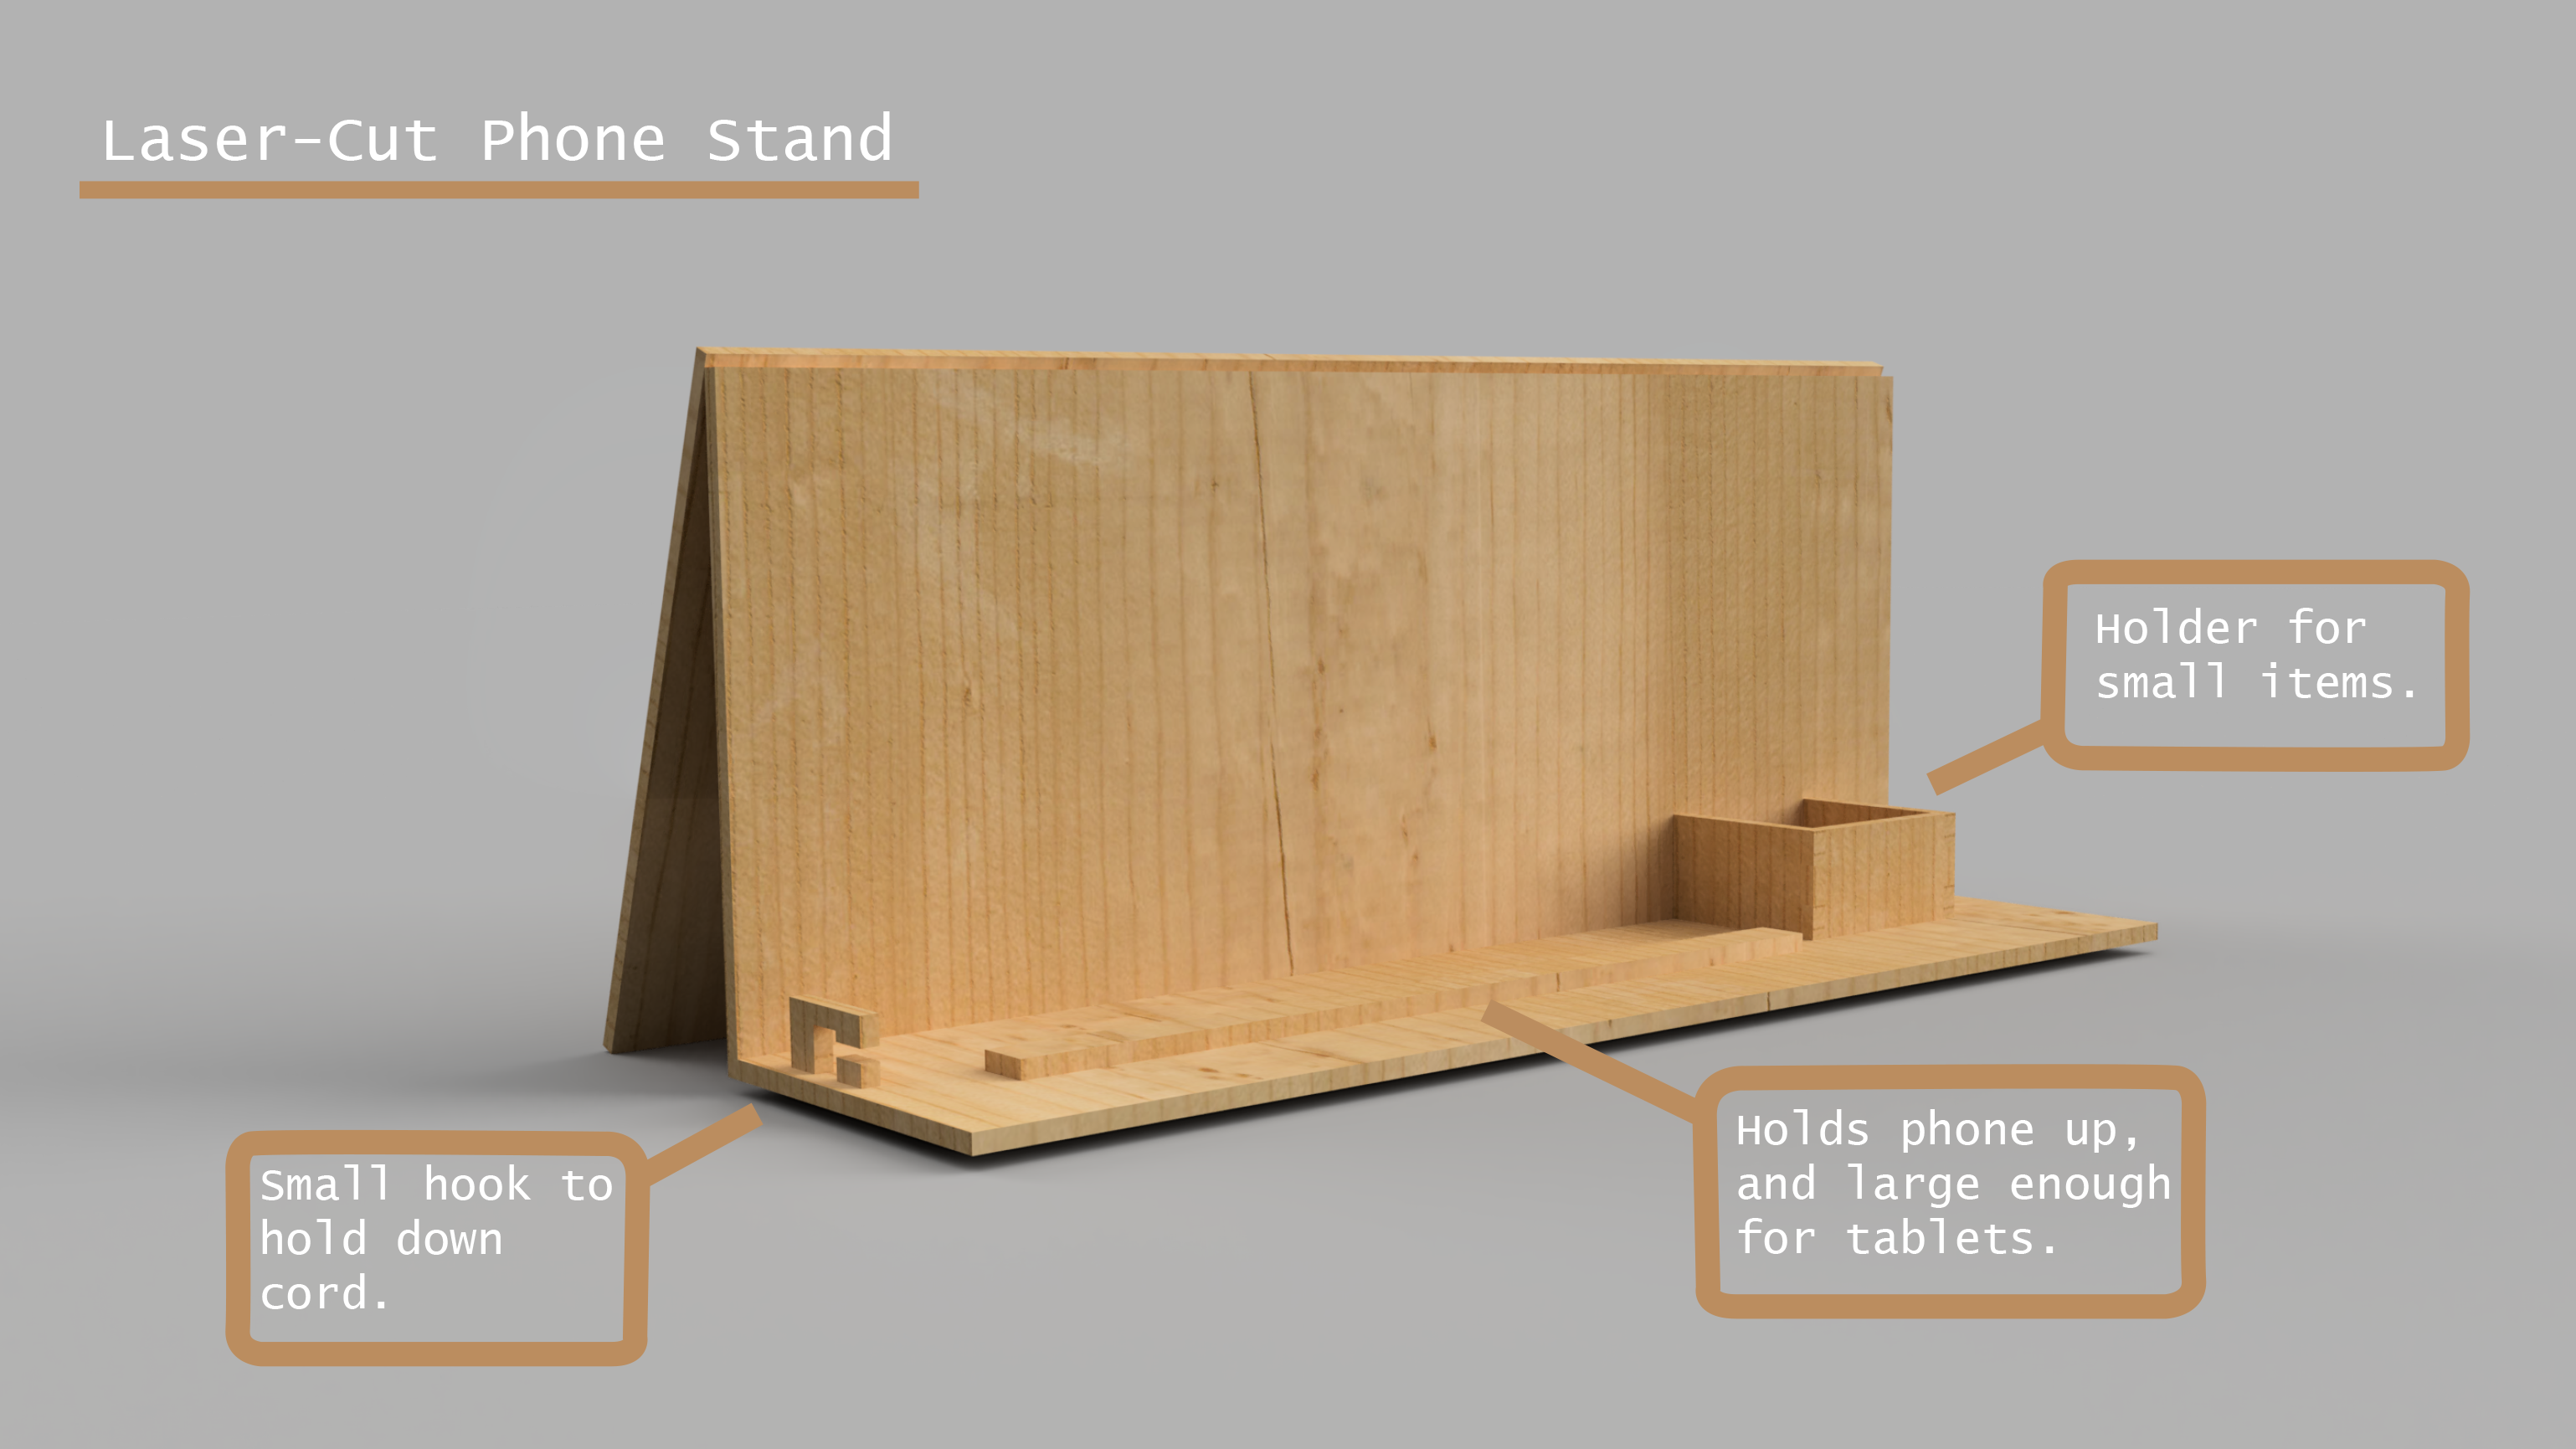 Laser-Cut Phone Stand
Holder for
small items.
Holds phone up,
and large enough
for tablets.
Small hook to
hold down
cord.